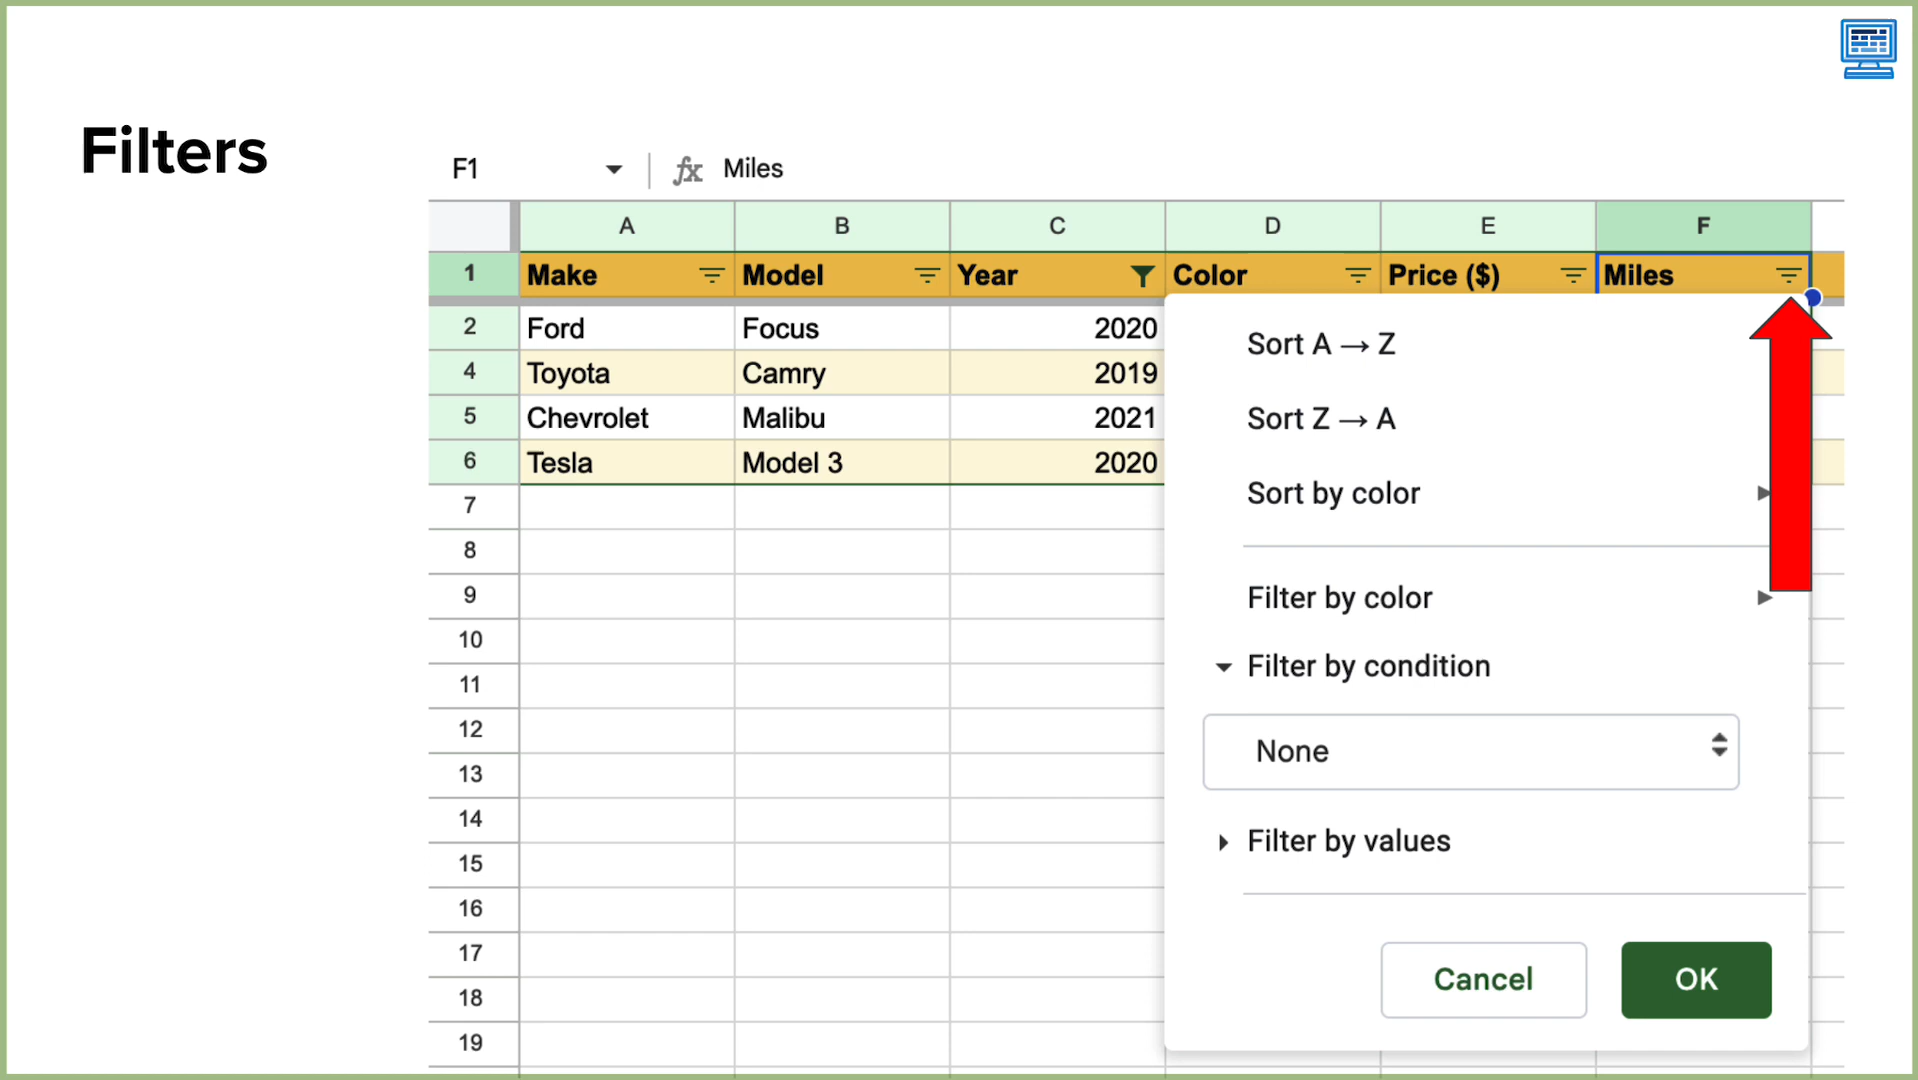 Filters
F1 fx Miles
A B C D E F
1 Make Model Year Color Price ($) Miles
2 Ford Focus 2020
4 Toyota Camry 2019
5 Chevrolet Malibu 2021
6 Tesla Model 3 2020
7
8
9
10
11
12
13
14
15
16
17
18
19
Sort A → Z
Sort Z → A
Sort by color
Filter by color
Filter by condition
None
Filter by values
Cancel OK